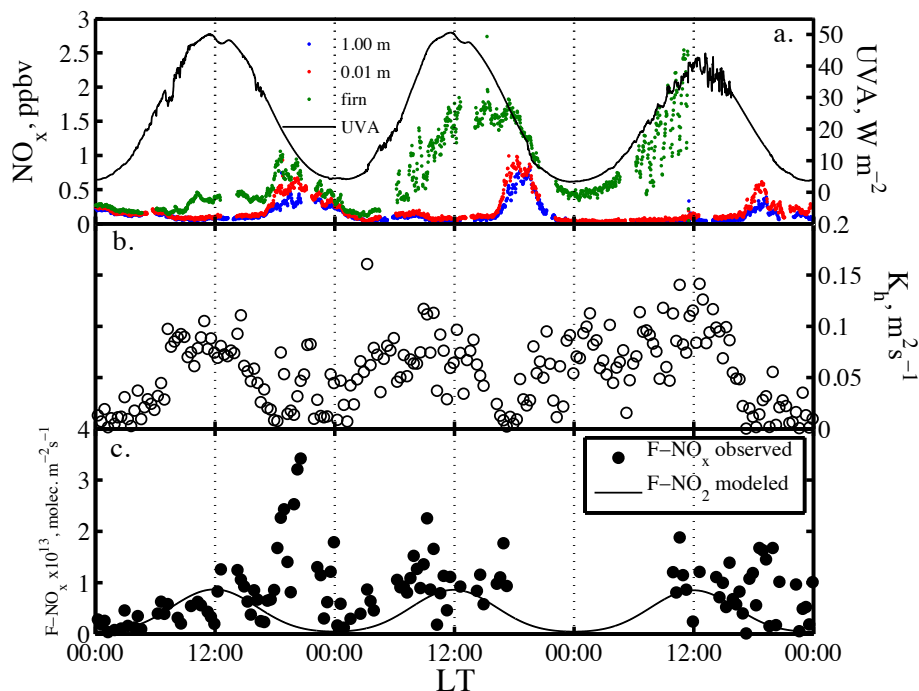 3
2.5
2
1.5
1
0.5
0
NOₓ, ppbv
a.
1.00 m
0.01 m
firn
UVA
50
40
30
20
10
0
UVA, W m⁻²
b.
0.2
0.15
0.1
0.05
0
Kₕ, m² s⁻¹
c.
4
3
2
1
0
F−NOₓ x10¹³, molec. m⁻²s⁻¹
F−NOₓ observed
F−NO₂ modeled
00:00 12:00 00:00 12:00 00:00 12:00 00:00
LT